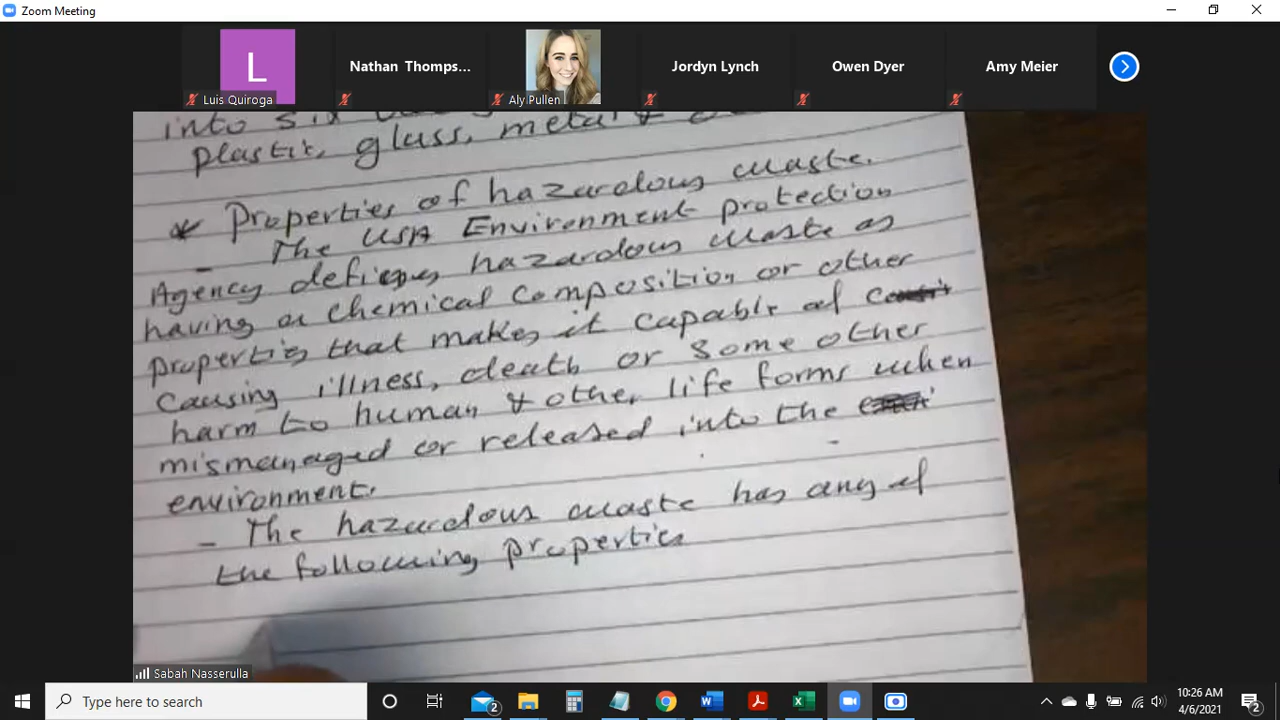 Zoom Meeting
L
Luis Quiroga
Nathan Thomps...
Aly Pullen
Jordyn Lynch
Owen Dyer
Amy Meier
into six
plastic, glass, metal &
* Properties of hazardous waste.
- The USA Environment protection
Agency defines hazardous waste as
having a chemical composition or other
properties that makes it capable of
causing illness, death or some other
harm to human & other life forms when
mismanaged or released into the
environment.
- The hazardous waste has any of
the following properties
Sabah Nasserulla
Type here to search
2
10:26 AM
4/6/2021
2